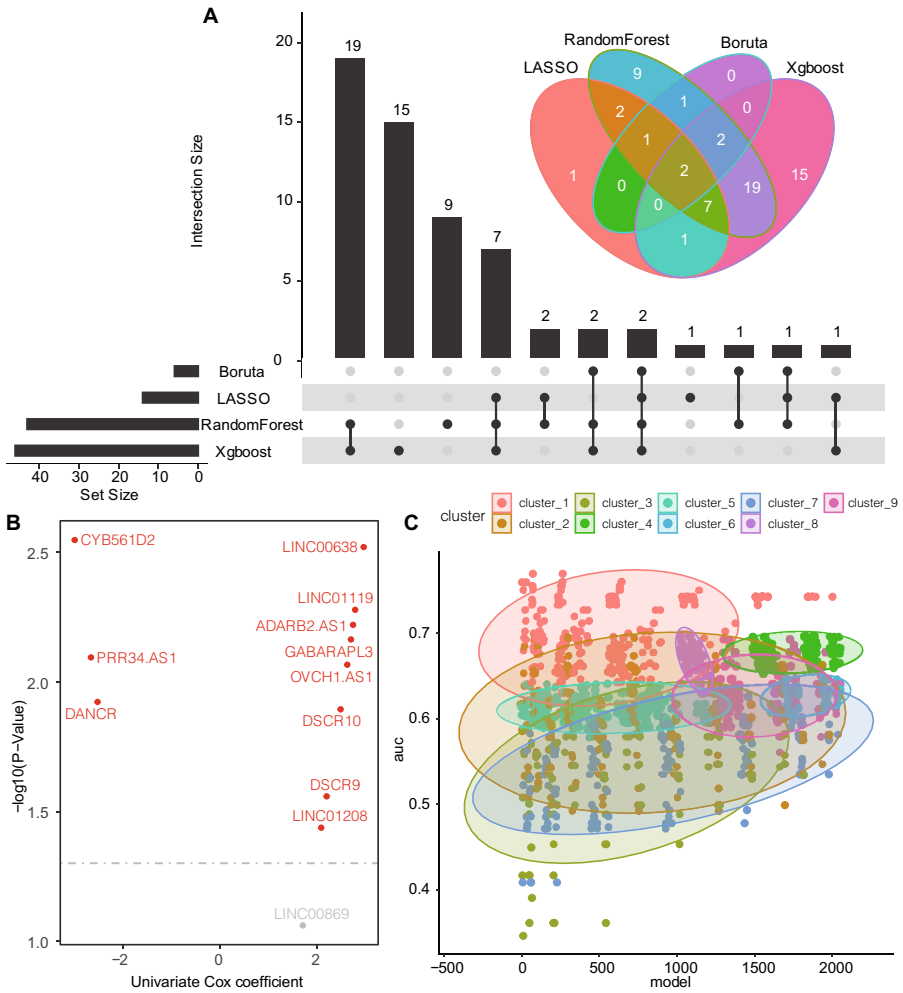 A
Intersection Size
20
15
10
5
0
19
15
9
7
2
2
2
1
1
1
1
LASSO
RandomForest
Boruta
Xgboost
9
0
2
1
0
1
2
1
2
15
0
19
0
7
1
Boruta
LASSO
RandomForest
Xgboost
40 30 20 10 0
Set Size
B
−log10(P−Value)
2.5
2.0
1.5
1.0
CYB561D2
LINC00638
LINC01119
ADARB2.AS1
GABARAPL3
PRR34.AS1
OVCH1.AS1
DANCR
DSCR10
DSCR9
LINC01208
LINC00869
−2 0 2
Univariate Cox coefficient
C
cluster
cluster_1 cluster_3 cluster_5 cluster_7 cluster_9
cluster_2 cluster_4 cluster_6 cluster_8
auc
0.7
0.6
0.5
0.4
−500 0 500 1000 1500 2000
model